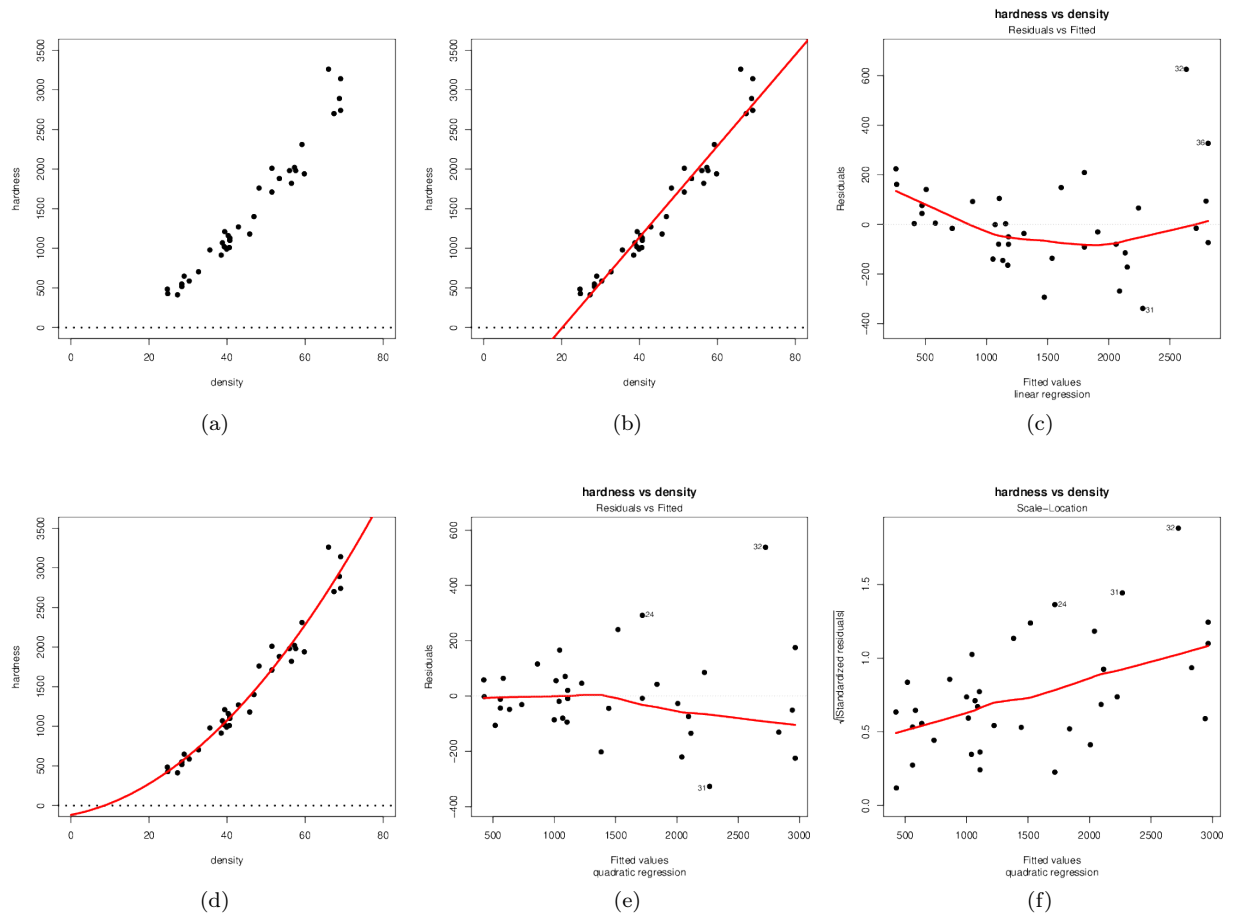 hardness vs density
Residuals vs Fitted
3500
3000
2500
2000
1500
1000
500
0
hardness
0 20 40 60 80
density
(a)
3500
3000
2500
2000
1500
1000
500
0
hardness
0 20 40 60 80
density
(b)
600
400
200
0
−200
−400
Residuals
32
36
31
500 1000 1500 2000 2500
Fitted values
linear regression
(c)
3500
3000
2500
2000
1500
1000
500
0
hardness
0 20 40 60 80
density
(d)
hardness vs density
Residuals vs Fitted
600
400
200
0
−200
−400
Residuals
32
24
31
500 1000 1500 2000 2500 3000
Fitted values
quadratic regression
(e)
hardness vs density
Scale−Location
1.5
1.0
0.5
0.0
√|Standardized residuals|
32
31
24
500 1000 1500 2000 2500 3000
Fitted values
quadratic regression
(f)